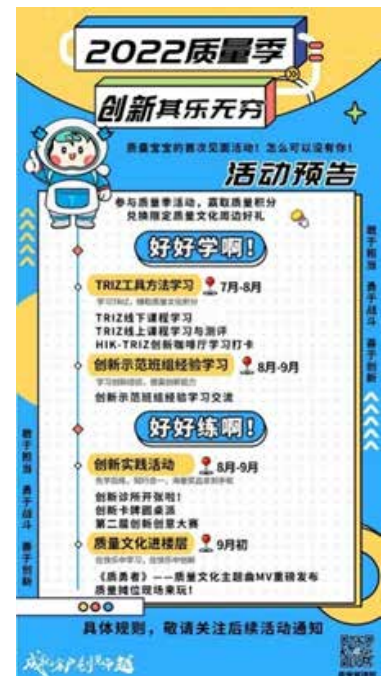 2022质量季
创新其乐无穷
质量宝宝的首次见面活动！怎么可以没有你！
活动预告
参与质量季活动，赢取质量积分
兑换限定质量文化周边好礼
好好学啊！
TRIZ工具方法学习 7月-8月
TRIZ线下课程学习
TRIZ线上课程学习与测评
HIK-TRIZ创新咖啡厅学习打卡
创新示范班组经验学习 8月-9月
创新示范班组经验学习交流
好好练啊！
创新实践活动 8月-9月
创新诊所开张啦！
创新卡牌圆桌派
第二届创新创意大赛
质量文化进楼层 9月初
《质勇者》——质量文化主题曲MV重磅发布
质量摊位现场来玩！
敢于担当 勇于战斗 善于创新
敢于担当 勇于战斗 善于创新
具体规则，敬请关注后续活动通知